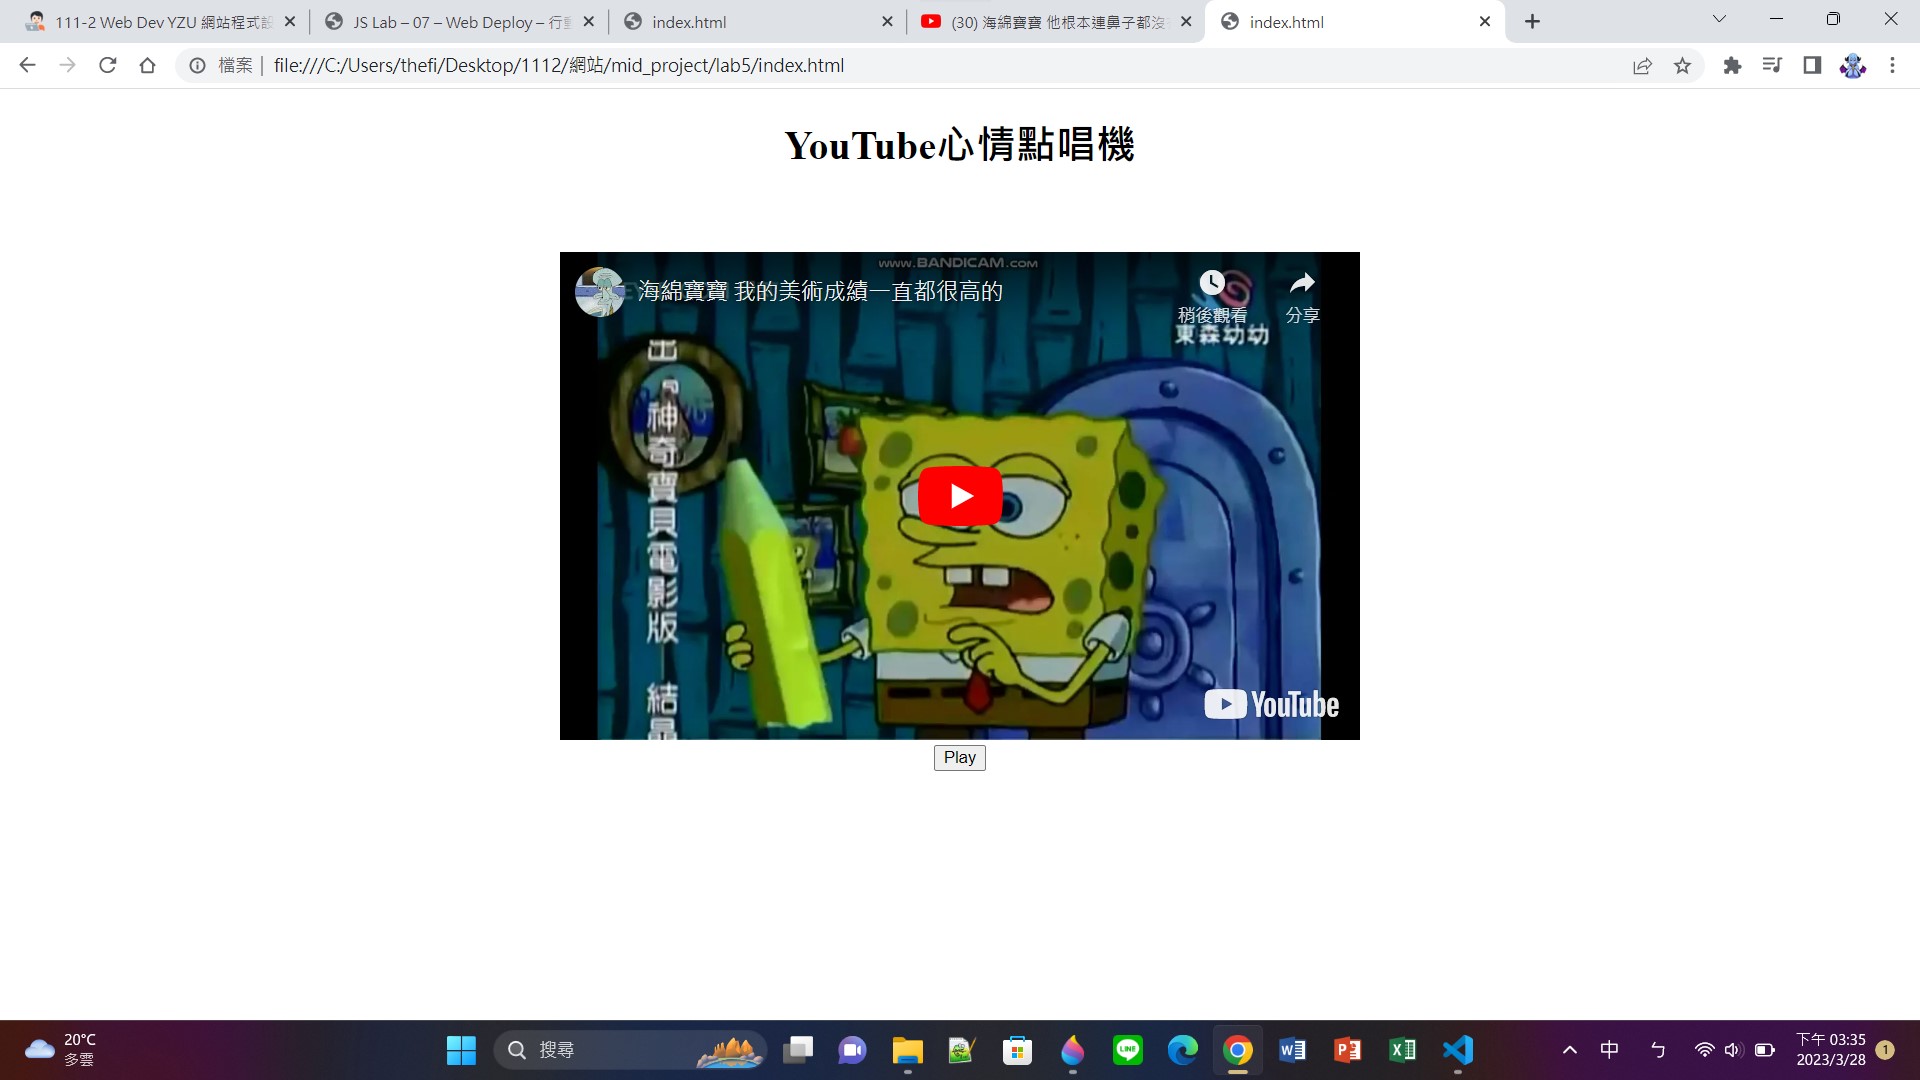 111-2 Web Dev YZU 網站程式設
JS Lab – 07 – Web Deploy – 行動
index.html
(30) 海綿寶寶 他根本連鼻子都沒
index.html
檔案
file:///C:/Users/thefi/Desktop/1112/網站/mid_project/lab5/index.html
YouTube心情點唱機
www.BANDICAM.com
海綿寶寶 我的美術成績一直都很高的
稍後觀看
分享
東森幼幼
出『神奇寶貝電影版
結晶
YouTube
Play
20°C
多雲
搜尋
LINE
中
ㄅ
下午 03:35
2023/3/28
1